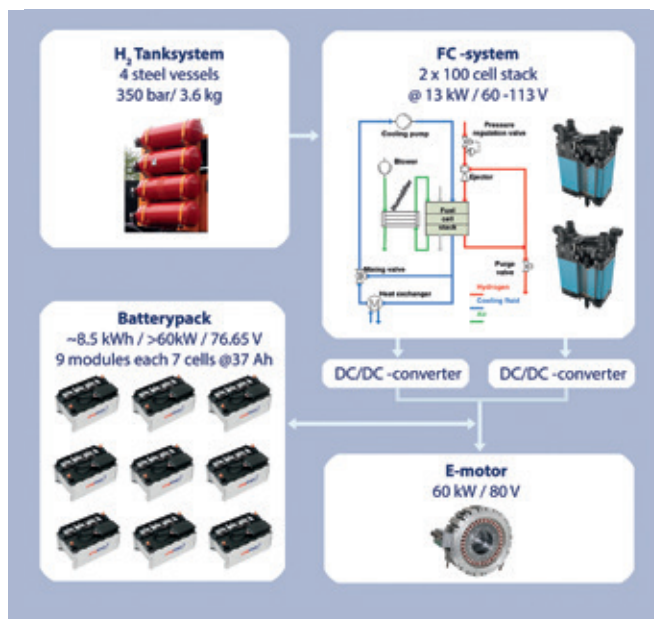 H₂ Tanksystem
4 steel vessels
350 bar/ 3.6 kg
FC -system
2 x 100 cell stack
@ 13 kW / 60 -113 V
Cooling pump
Pressure
regulation valve
Blower
Ejector
Fuel
cell
stack
Mixing valve
Heat exchanger
Purge
valve
Hydrogen
Cooling fluid
Air
Batterypack
~8.5 kWh / >60kW / 76.65 V
9 modules each 7 cells @37 Ah
DC/DC -converter
DC/DC -converter
E-motor
60 kW / 80 V